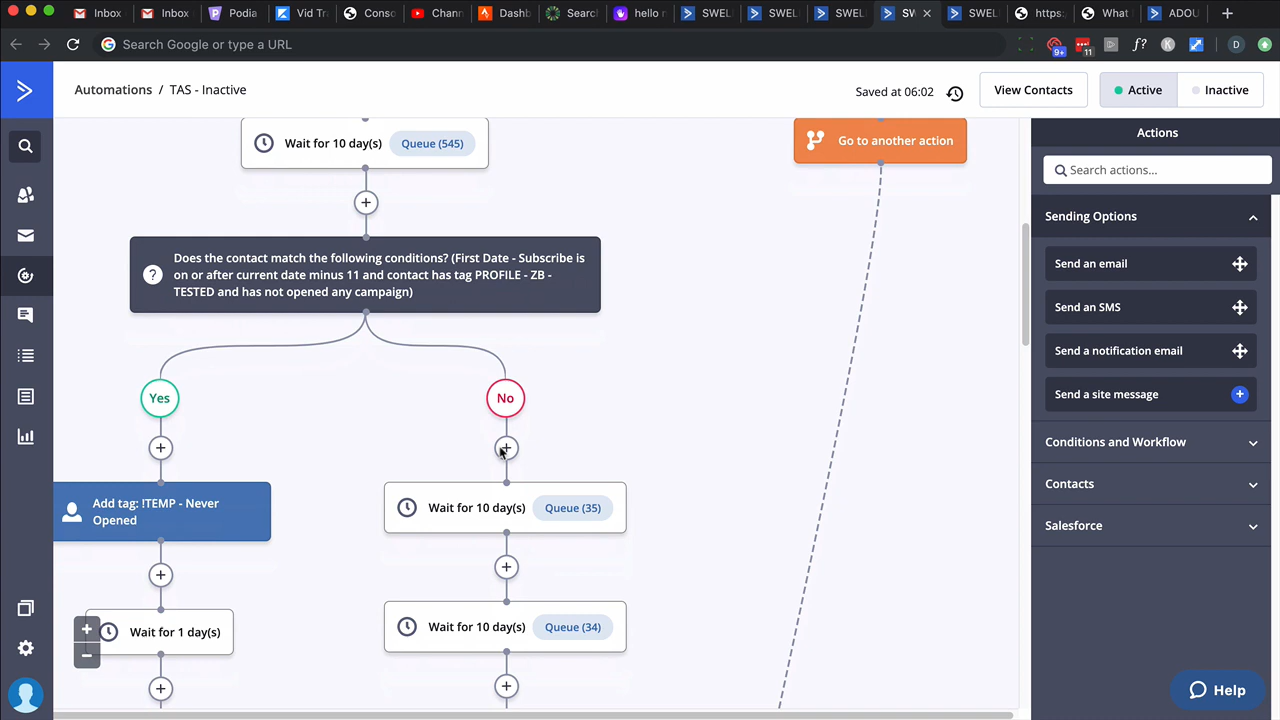 Inbox
Inbox
Podia
Vid Tr
Conso
Chann
Dashb
Search
hello r
SWEL
SWEL
SWEL
SW
SWEL
https:
What
ADOU
Search Google or type a URL
9+
11
f?
K
D
Automations / TAS - Inactive
Saved at 06:02
View Contacts
Active
Inactive
Wait for 10 day(s) Queue (545)
Go to another action
Does the contact match the following conditions? (First Date - Subscribe is
on or after current date minus 11 and contact has tag PROFILE - ZB -
TESTED and has not opened any campaign)
Yes
No
Add tag: !TEMP - Never
Opened
Wait for 10 day(s) Queue (35)
Wait for 1 day(s)
Wait for 10 day(s) Queue (34)
Actions
Search actions...
Sending Options
Send an email
Send an SMS
Send a notification email
Send a site message
Conditions and Workflow
Contacts
Salesforce
Help